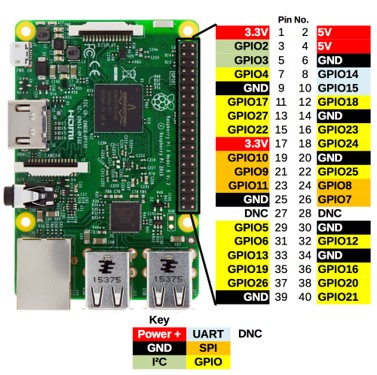 Pin No.
3.3V 1 2 5V
GPIO2 3 4 5V
GPIO3 5 6 GND
GPIO4 7 8 GPIO14
GND 9 10 GPIO15
GPIO17 11 12 GPIO18
GPIO27 13 14 GND
GPIO22 15 16 GPIO23
3.3V 17 18 GPIO24
GPIO10 19 20 GND
GPIO9 21 22 GPIO25
GPIO11 23 24 GPIO8
GND 25 26 GPIO7
DNC 27 28 DNC
GPIO5 29 30 GND
GPIO6 31 32 GPIO12
GPIO13 33 34 GND
GPIO19 35 36 GPIO16
GPIO26 37 38 GPIO20
GND 39 40 GPIO21
Key
Power + UART DNC
GND SPI
I²C GPIO
DISPLAY
HDMI
CAMERA
15375 15375